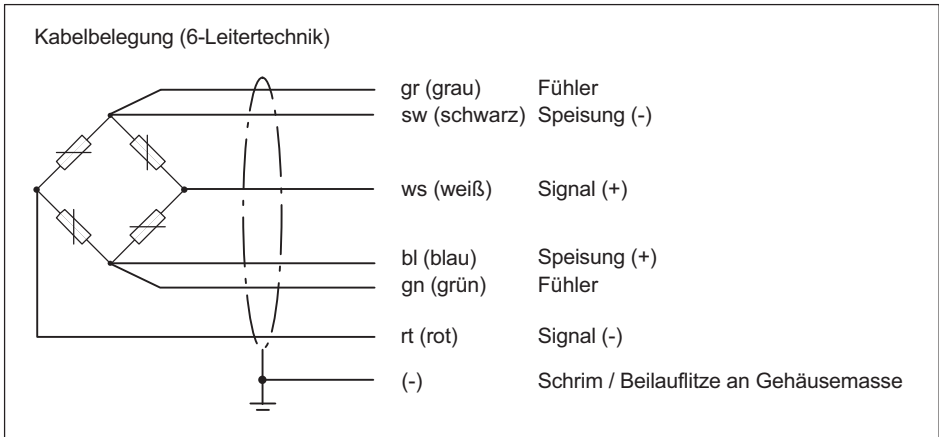 Kabelbelegung (6-Leitertechnik)
gr (grau) Fühler
sw (schwarz) Speisung (-)
ws (weiß) Signal (+)
bl (blau) Speisung (+)
gn (grün) Fühler
rt (rot) Signal (-)
(-) Schrim / Beilauflitze an Gehäusemasse